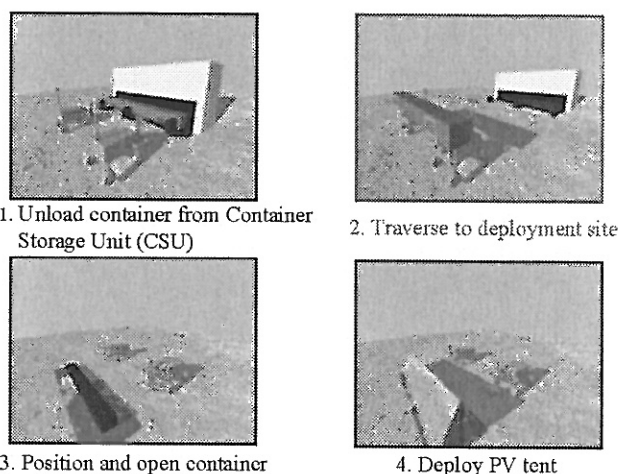 1. Unload container from Container
Storage Unit (CSU)
2. Traverse to deployment site
3. Position and open container
4. Deploy PV tent